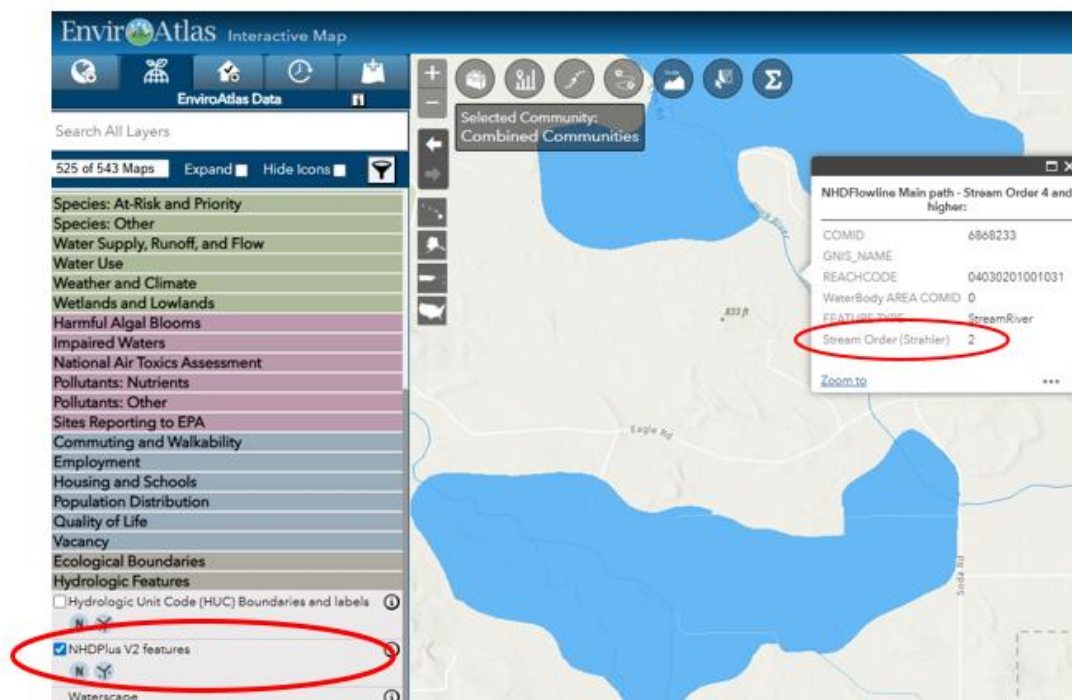 EnviroAtlas Interactive Map
EnviroAtlas Data
Search All Layers
525 of 543 Maps Expand Hide Icons
Species: At-Risk and Priority
Species: Other
Water Supply, Runoff, and Flow
Water Use
Weather and Climate
Wetlands and Lowlands
Harmful Algal Blooms
Impaired Waters
National Air Toxics Assessment
Pollutants: Nutrients
Pollutants: Other
Sites Reporting to EPA
Commuting and Walkability
Employment
Housing and Schools
Population Distribution
Quality of Life
Vacancy
Ecological Boundaries
Hydrologic Features
Hydrologic Unit Code (HUC) Boundaries and labels
N
NHDPlus V2 features
N
Waterscape
Selected Community:
Combined Communities
River
833 ft
Eagle Rd
Soda Rd
NHDFlowline Main path - Stream Order 4 and
higher:
COMID 6868233
GNIS_NAME
REACHCODE 04030201001031
WaterBody AREA COMID 0
FEATURE TYPE StreamRiver
Stream Order (Strahler) 2
Zoom to